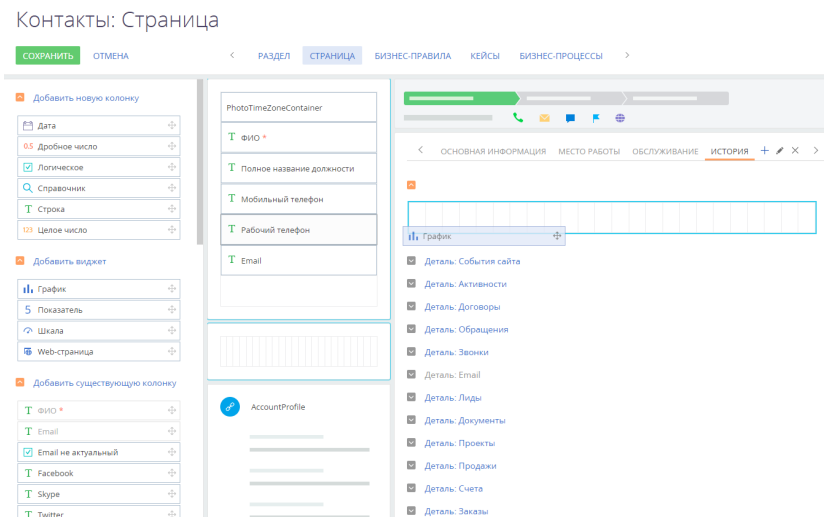 Контакты: Страница
СОХРАНИТЬ ОТМЕНА РАЗДЕЛ СТРАНИЦА БИЗНЕС-ПРАВИЛА КЕЙСЫ БИЗНЕС-ПРОЦЕССЫ
Добавить новую колонку
Дата
0.5 Дробное число
Логическое
Справочник
T Строка
123 Целое число
Добавить виджет
График
5 Показатель
Шкала
Web-страница
Добавить существующую колонку
T ФИО *
T Email
Email не актуальный
T Facebook
T Skype
T Twitter
PhotoTimeZoneContainer
T ФИО *
T Полное название должности
T Мобильный телефон
T Рабочий телефон
T Email
AccountProfile
ОСНОВНАЯ ИНФОРМАЦИЯ МЕСТО РАБОТЫ ОБСЛУЖИВАНИЕ ИСТОРИЯ
График
Деталь: События сайта
Деталь: Активности
Деталь: Договоры
Деталь: Обращения
Деталь: Звонки
Деталь: Email
Деталь: Лиды
Деталь: Документы
Деталь: Проекты
Деталь: Продажи
Деталь: Счета
Деталь: Заказы